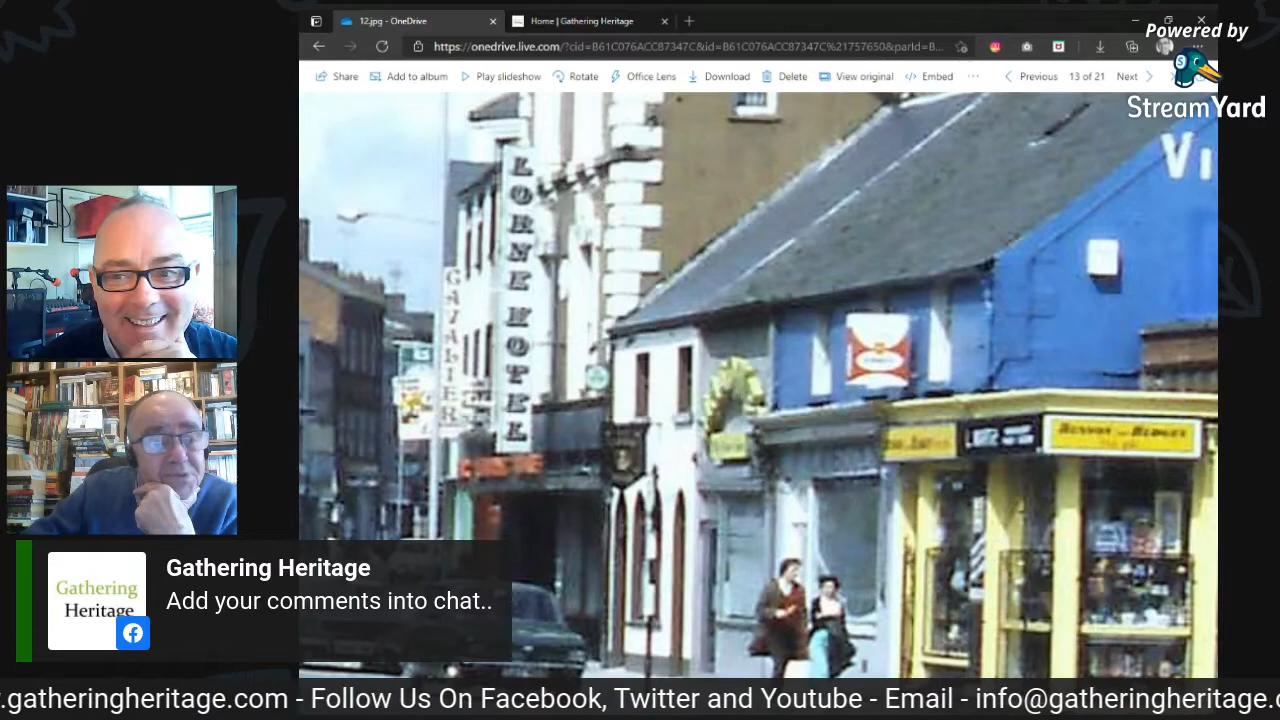 12.jpg - OneDrive
Home | Gathering Heritage
https://onedrive.live.com/?cid=B61C076ACC87347C&id=B61C076ACC87347C%21757650&parId=B...
Share
Add to album
Play slideshow
Rotate
Office Lens
Download
Delete
View original
Embed
Previous
13 of 21
Next
Powered by
StreamYard
LORNE HOTEL
CAVALIER
Benson and Hedges
Gathering
Heritage
Gathering Heritage
Add your comments into chat..
.gatheringheritage.com - Follow Us On Facebook, Twitter and Youtube - Email - info@gatheringheritage.c